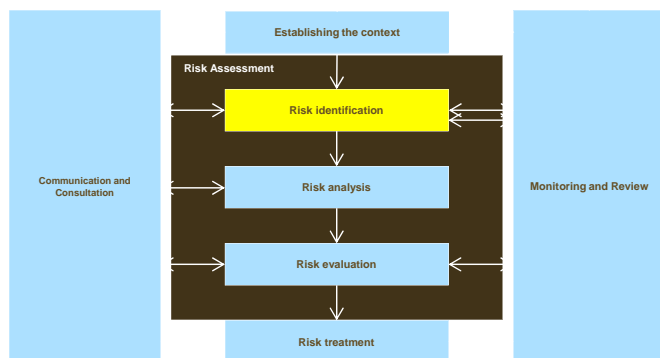 Establishing the context
Risk Assessment
Risk identification
Communication and
Consultation
Risk analysis
Monitoring and Review
Risk evaluation
Risk treatment